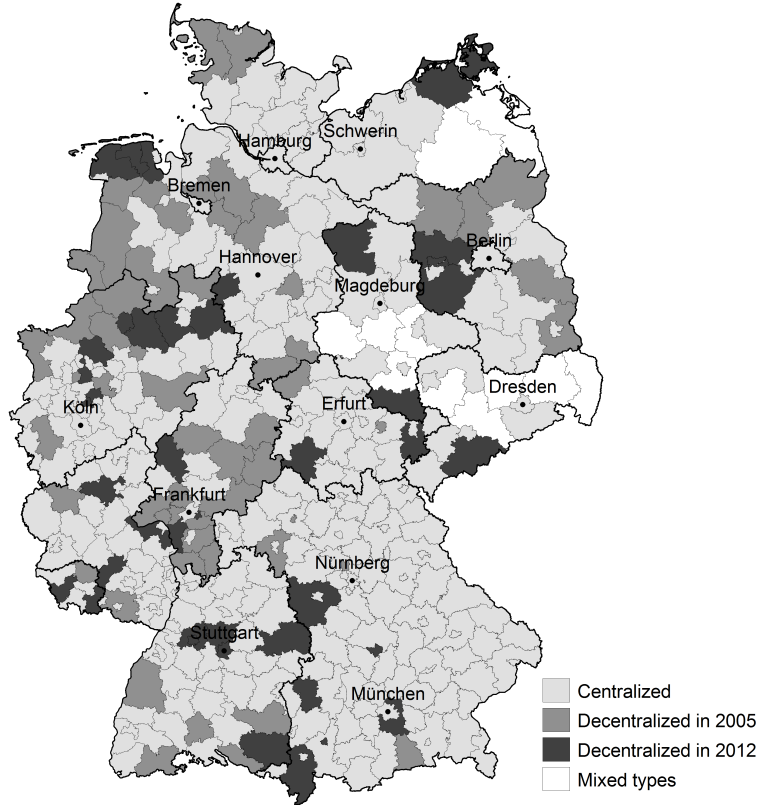 Schwerin
Hamburg
Bremen
Berlin
Hannover
Magdeburg
Dresden
Erfurt
Köln
Frankfurt
Nürnberg
Stuttgart
München
Centralized
Decentralized in 2005
Decentralized in 2012
Mixed types